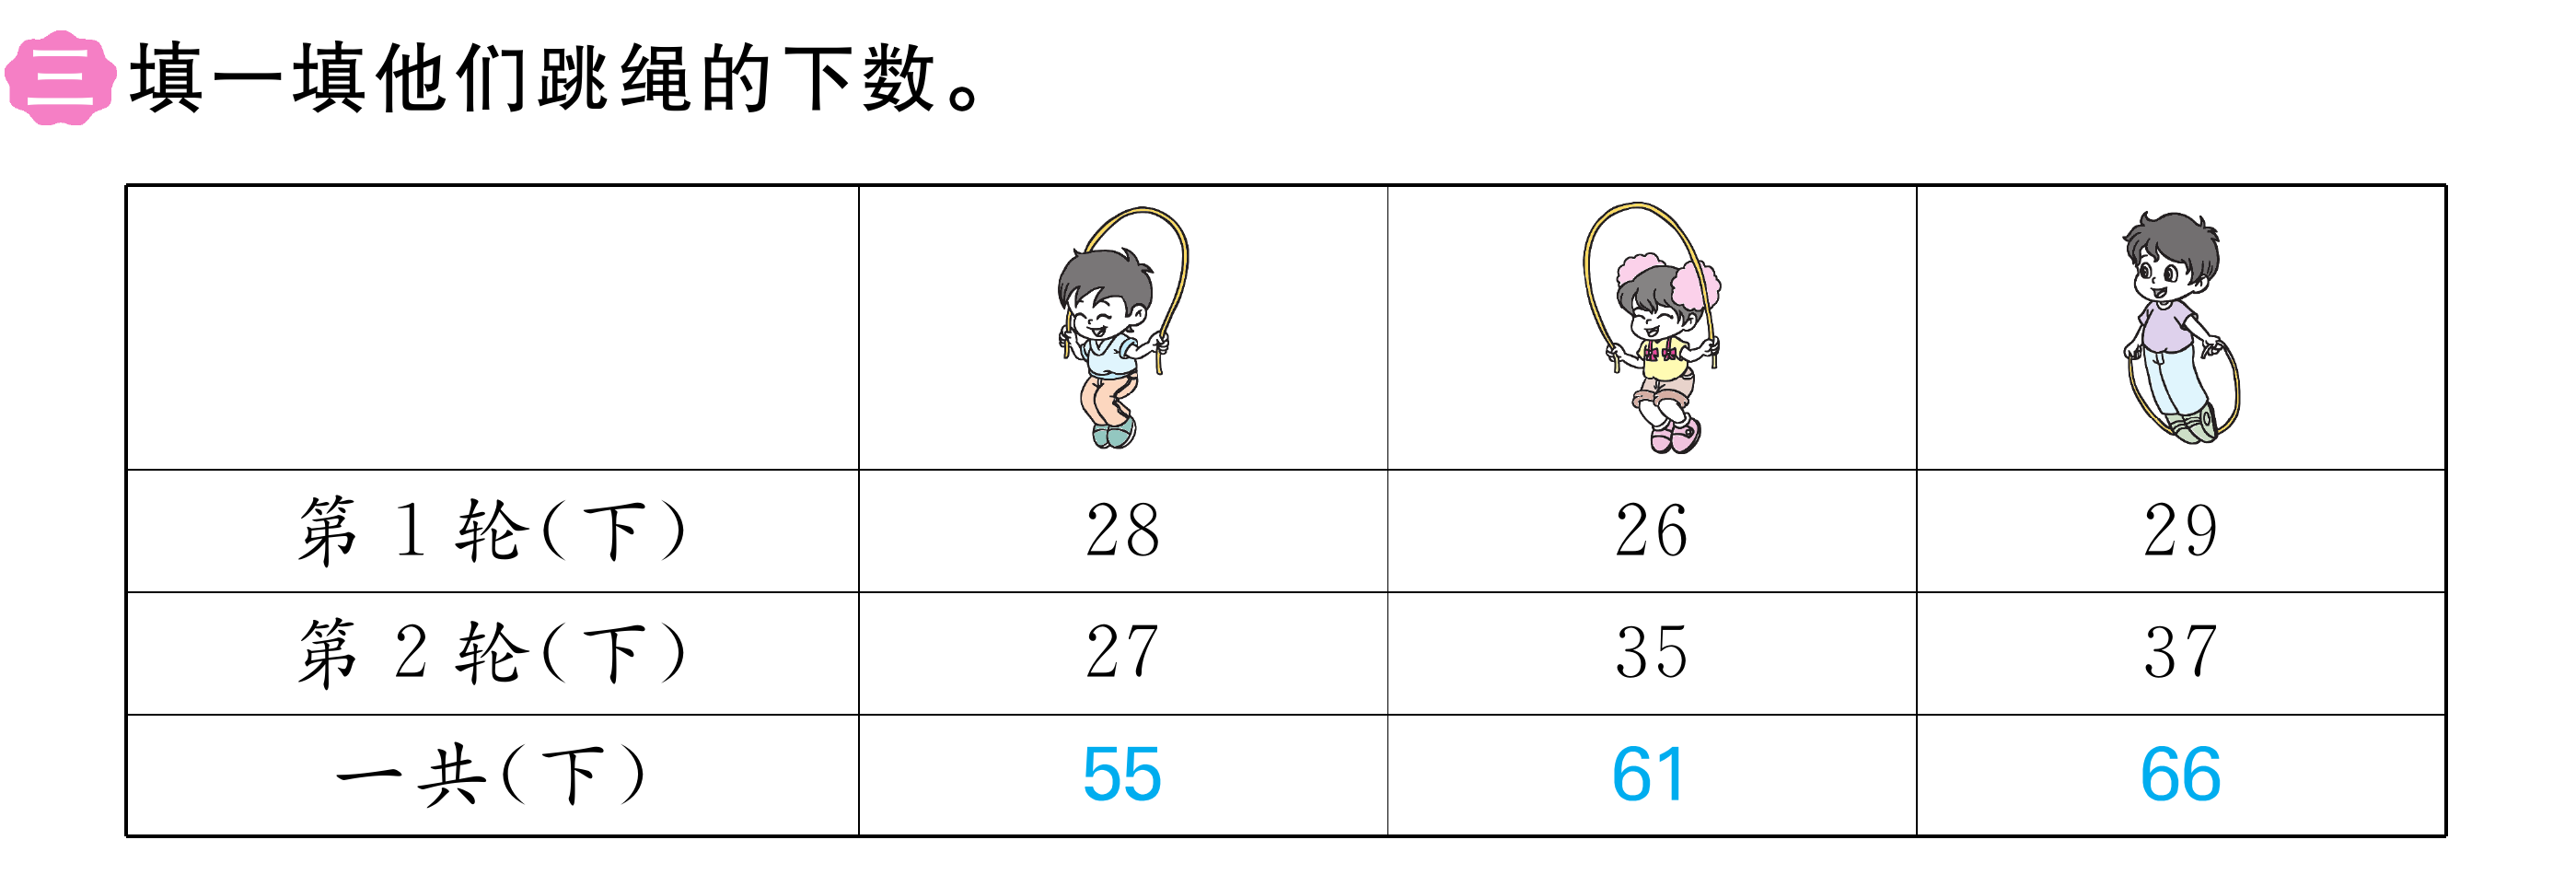 三 填一填他们跳绳的下数。
第 1 轮(下) 28 26 29
第 2 轮(下) 27 35 37
一共(下) 55 61 66